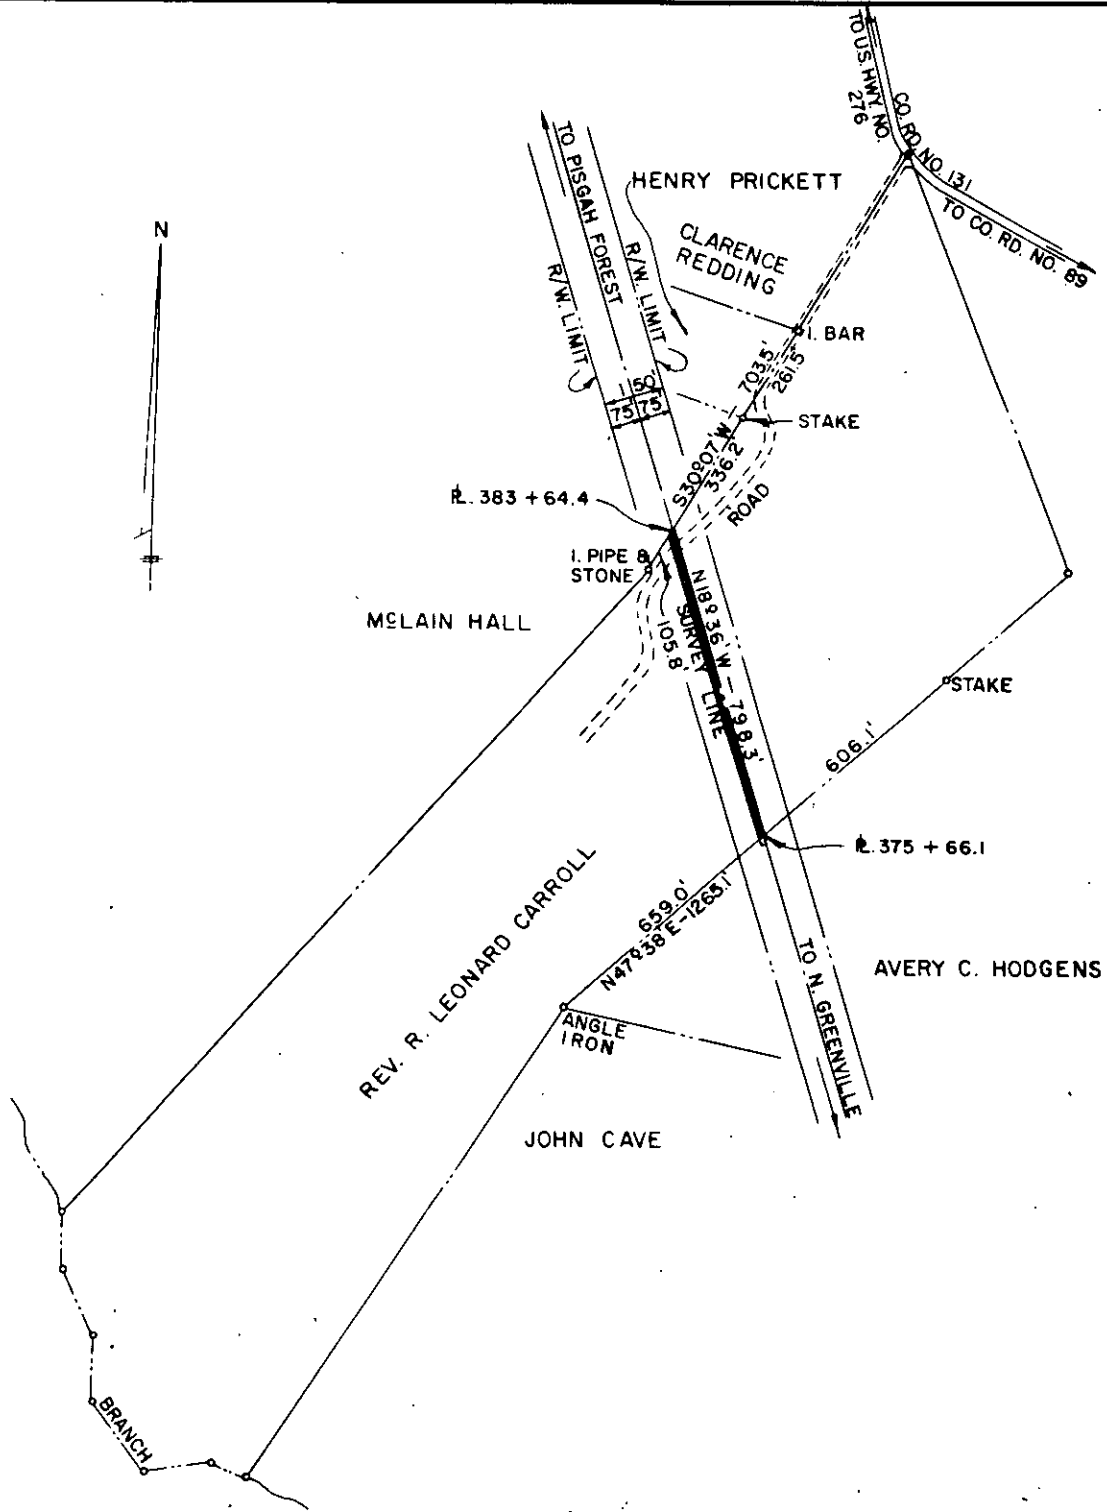 TO U.S. HWY. NO.
276
CO. RD. NO. 131
TO CO. RD. NO. 89
N
TO PISGAH FOREST
R/W. LIMIT
R/W. LIMIT
HENRY PRICKETT
CLARENCE
REDDING
I. BAR
703.5'
261.5'
150'
75' 75'
STAKE
S30°07'W
336.2'
ROAD
P.L. 383 + 64.4
I. PIPE &
STONE
105.8'
McLAIN HALL
N18°36'W — 798.3'
SURVEY LINE
STAKE
606.1'
P.L. 375 + 66.1
659.0'
N47°38'E-1265.1'
REV. R. LEONARD CARROLL
TO N. GREENVILLE
AVERY C. HODGENS
ANGLE
IRON
JOHN CAVE
BRANCH